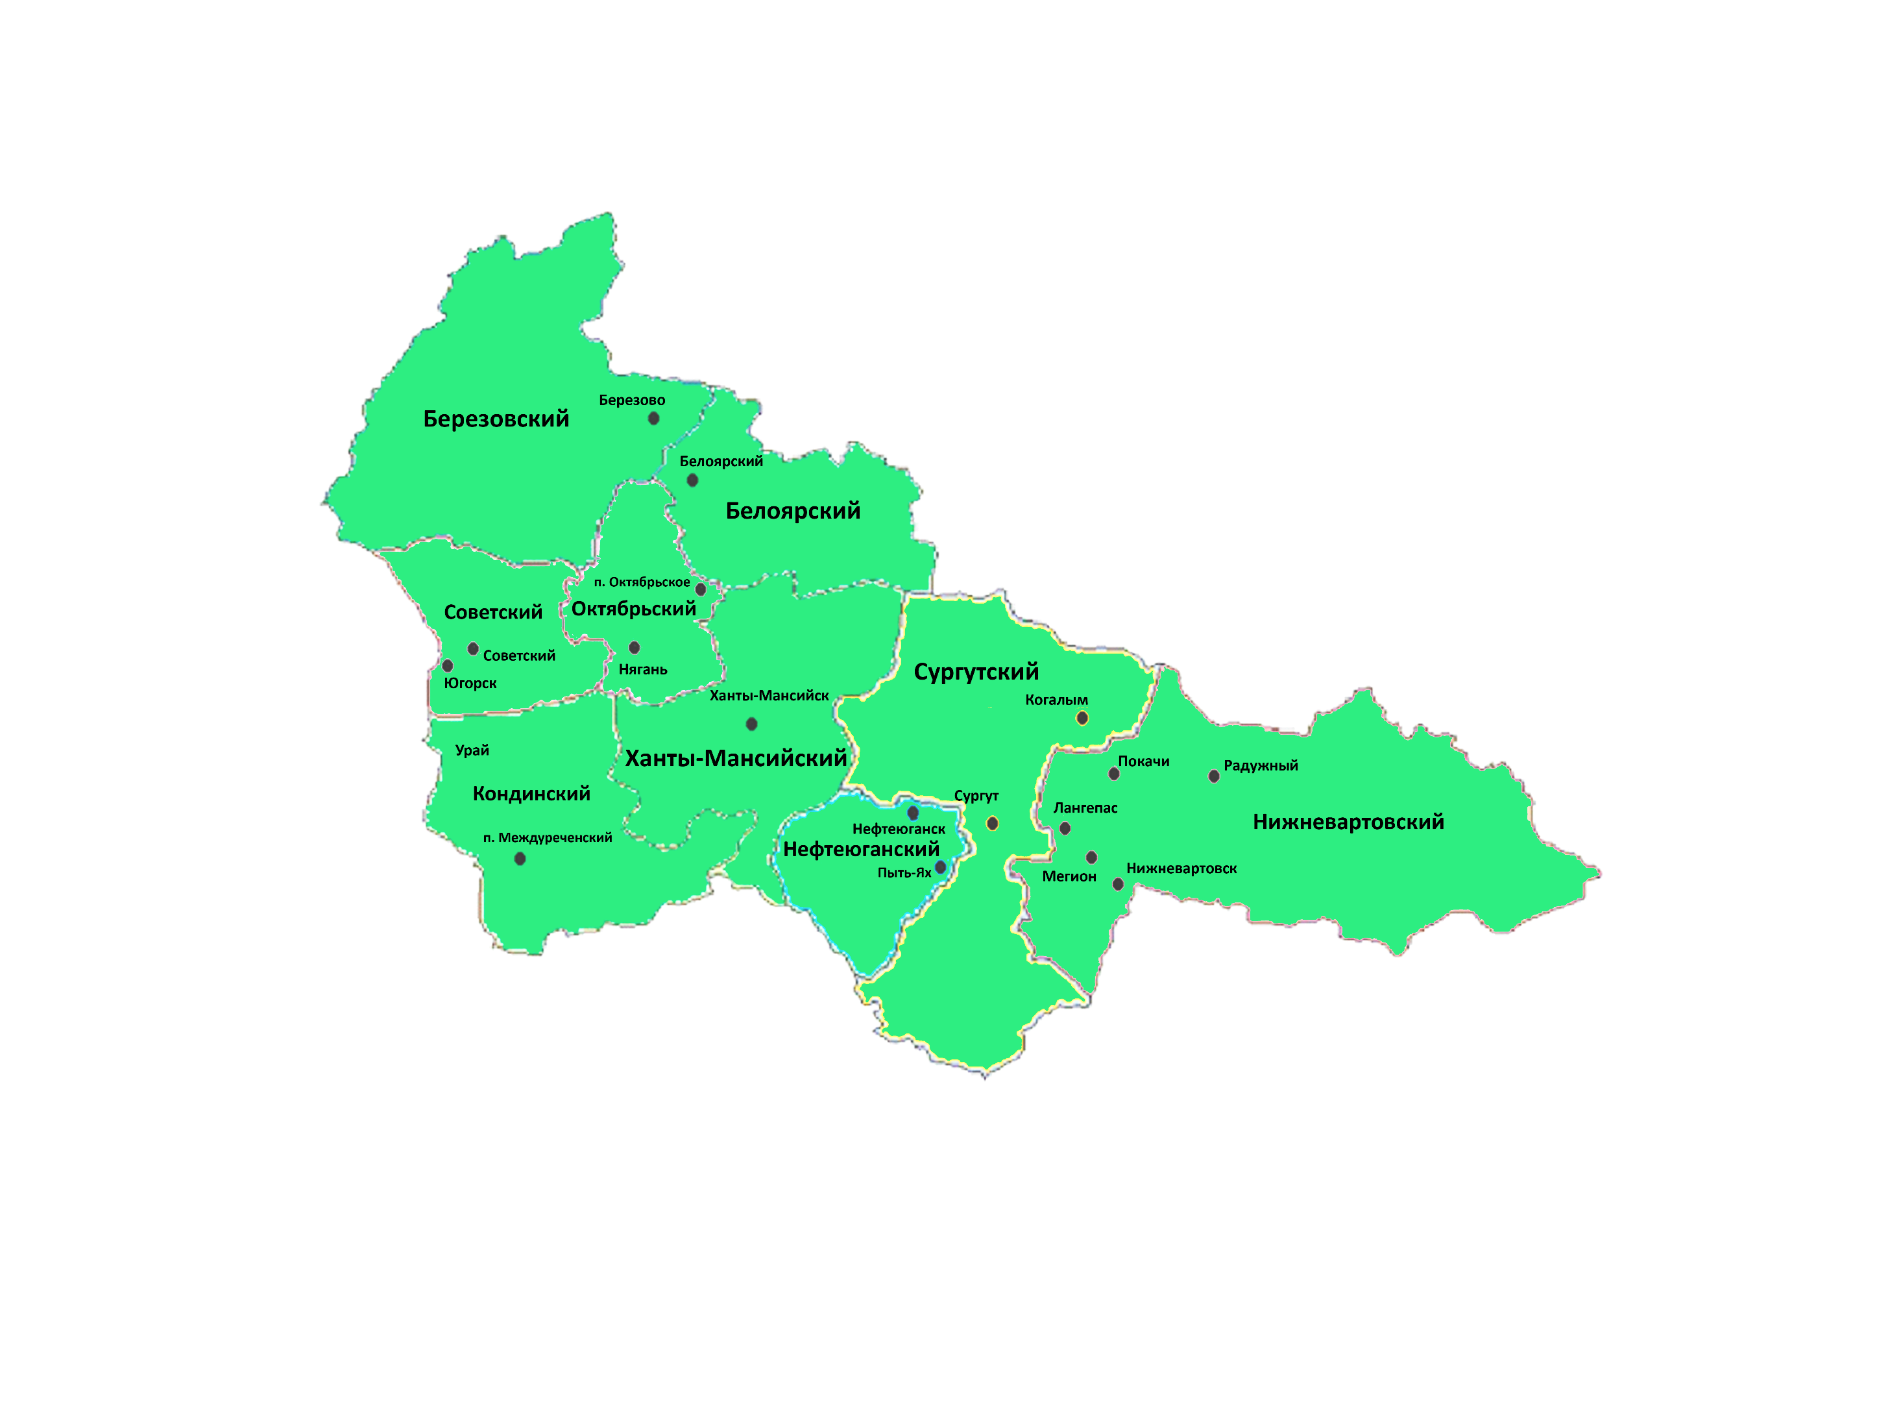 Березово
Березовский
Белоярский
Белоярский
п. Октябрьское
Октябрьский
Советский
Советский
Югорск
Нягань
Ханты-Мансийск
Ханты-Мансийский
Сургутский
Когалым
Урай
Кондинский
п. Междуреченский
Покачи
Радужный
Сургут
Лангепас
Нефтеюганск
Нефтеюганский
Пыть-Ях
Нижневартовский
Мегион
Нижневартовск